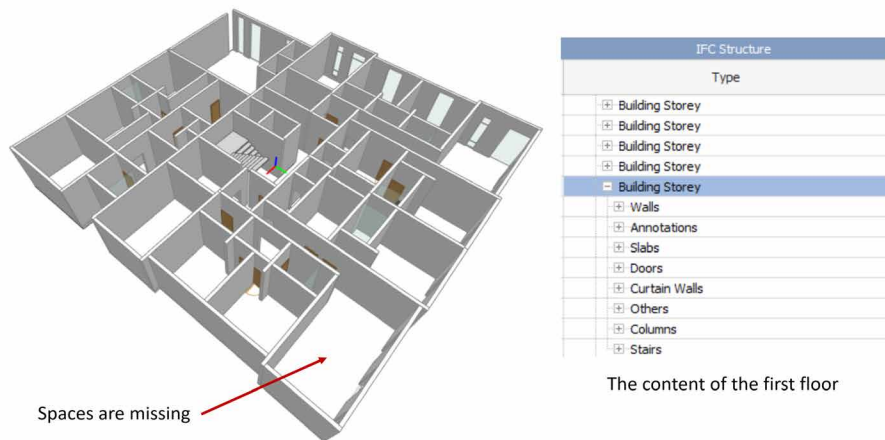 IFC Structure
Type
Building Storey
Building Storey
Building Storey
Building Storey
Building Storey
Walls
Annotations
Slabs
Doors
Curtain Walls
Others
Columns
Stairs
Spaces are missing
The content of the first floor